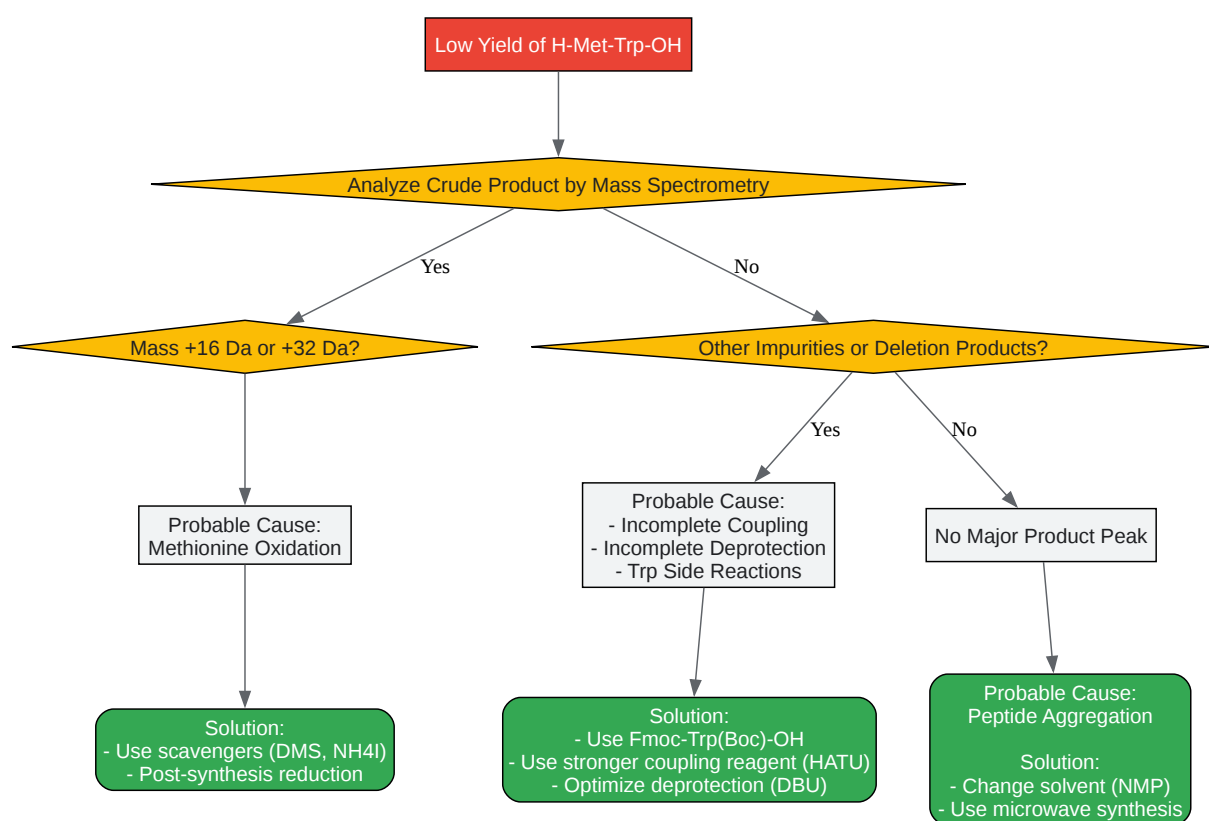 Low Yield of H-Met-Trp-OH
Analyze Crude Product by Mass Spectrometry
Yes
No
Mass +16 Da or +32 Da?
Other Impurities or Deletion Products?
Yes
No
Probable Cause:
Methionine Oxidation
Probable Cause:
- Incomplete Coupling
- Incomplete Deprotection
- Trp Side Reactions
No Major Product Peak
Solution:
- Use scavengers (DMS, NH4I)
- Post-synthesis reduction
Solution:
- Use Fmoc-Trp(Boc)-OH
- Use stronger coupling reagent (HATU)
- Optimize deprotection (DBU)
Probable Cause:
Peptide Aggregation
Solution:
- Change solvent (NMP)
- Use microwave synthesis